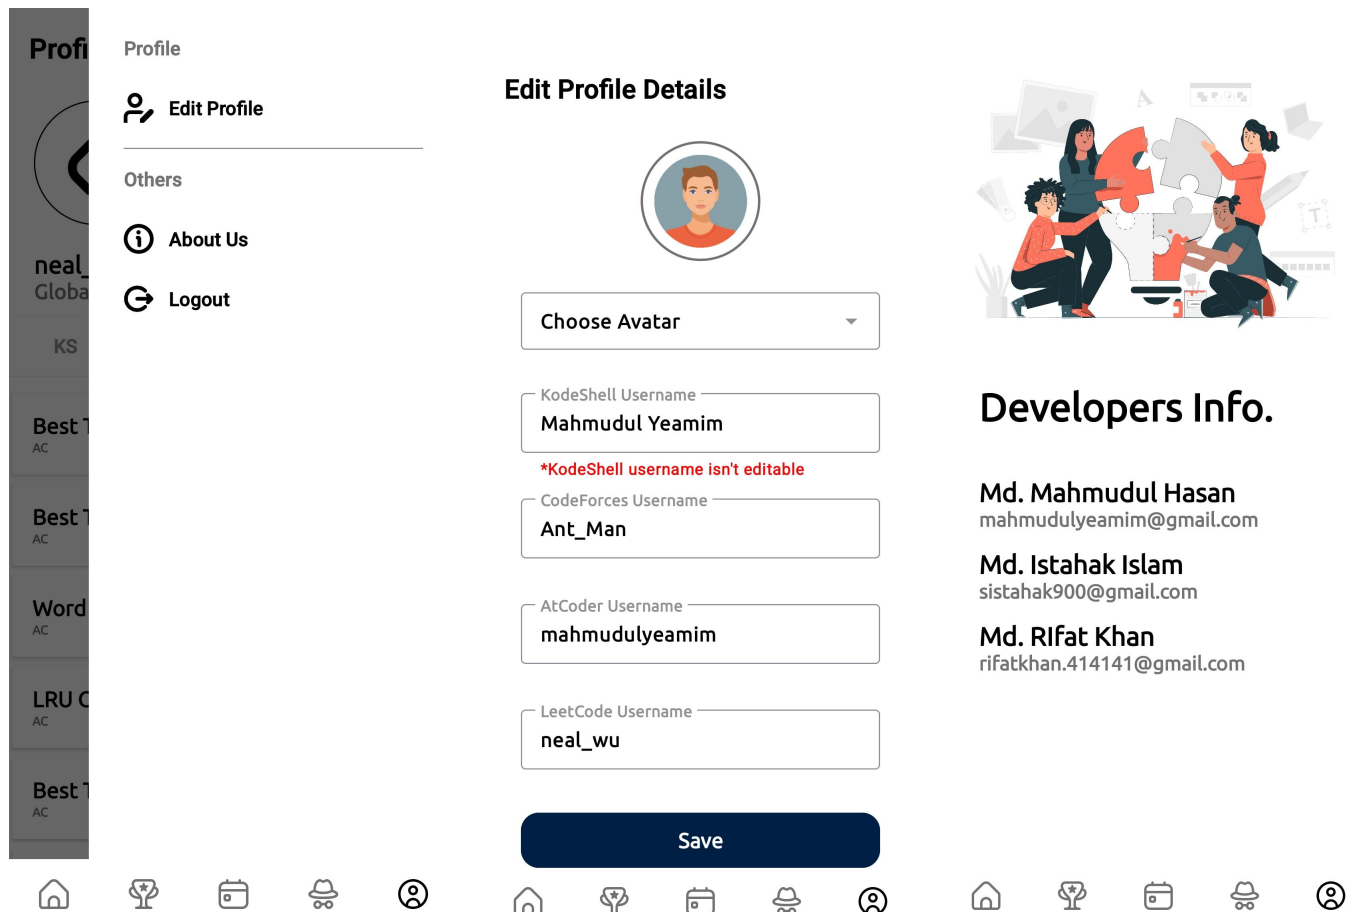 Profi
neal_
Globa
KS
Best T
AC
Best T
AC
Word
AC
LRU C
AC
Best T
AC
Profile
Edit Profile
Others
About Us
Logout
Edit Profile Details
Choose Avatar
KodeShell Username
Mahmudul Yeamim
*KodeShell username isn't editable
CodeForces Username
Ant_Man
AtCoder Username
mahmudulyeamim
LeetCode Username
neal_wu
Save
A
T
Developers Info.
Md. Mahmudul Hasan
mahmudulyeamim@gmail.com
Md. Istahak Islam
sistahak900@gmail.com
Md. RIfat Khan
rifatkhan.414141@gmail.com